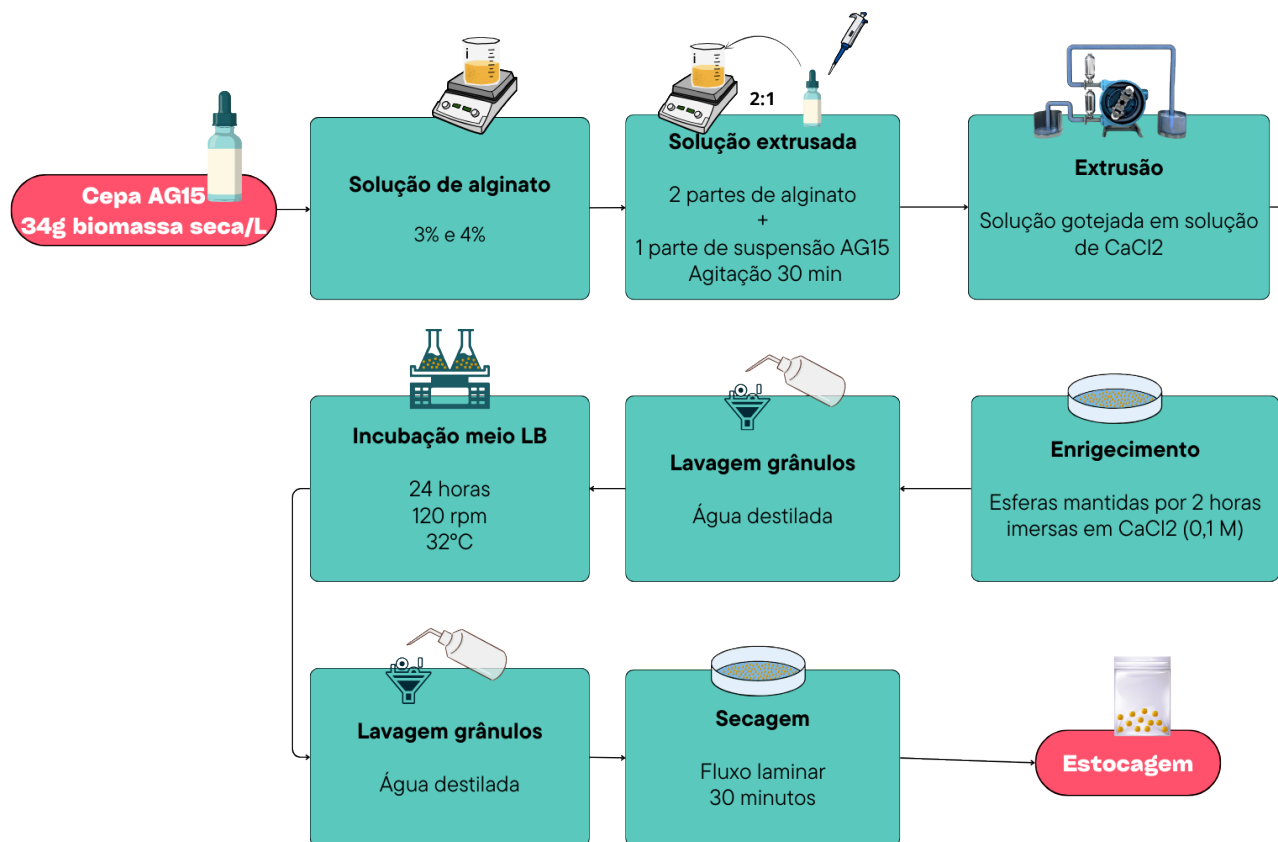 Cepa AG15
34g biomassa seca/L
Solução de alginato
3% e 4%
2:1
Solução extrusada
2 partes de alginato
+
1 parte de suspensão AG15
Agitação 30 min
Extrusão
Solução gotejada em solução
de CaCl2
Enrigecimento
Esferas mantidas por 2 horas
imersas em CaCl2 (0,1 M)
Lavagem grânulos
Água destilada
Incubação meio LB
24 horas
120 rpm
32°C
Lavagem grânulos
Água destilada
Secagem
Fluxo laminar
30 minutos
Estocagem